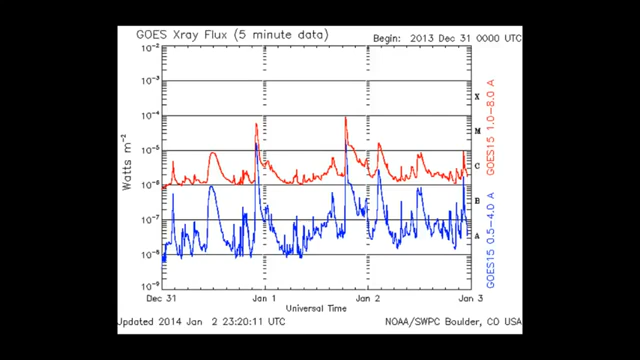 GOES Xray Flux (5 minute data)
Begin: 2013 Dec 31 0000 UTC
10-2
10-3
10-4
10-5
10-6
10-7
10-8
10-9
Watts m-2
X
M
C
B
A
GOES15 1.0-8.0 A
GOES15 0.5-4.0 A
Dec 31
Jan 1
Jan 2
Jan 3
Universal Time
Updated 2014 Jan 2 23:20:11 UTC
NOAA/SWPC Boulder, CO USA